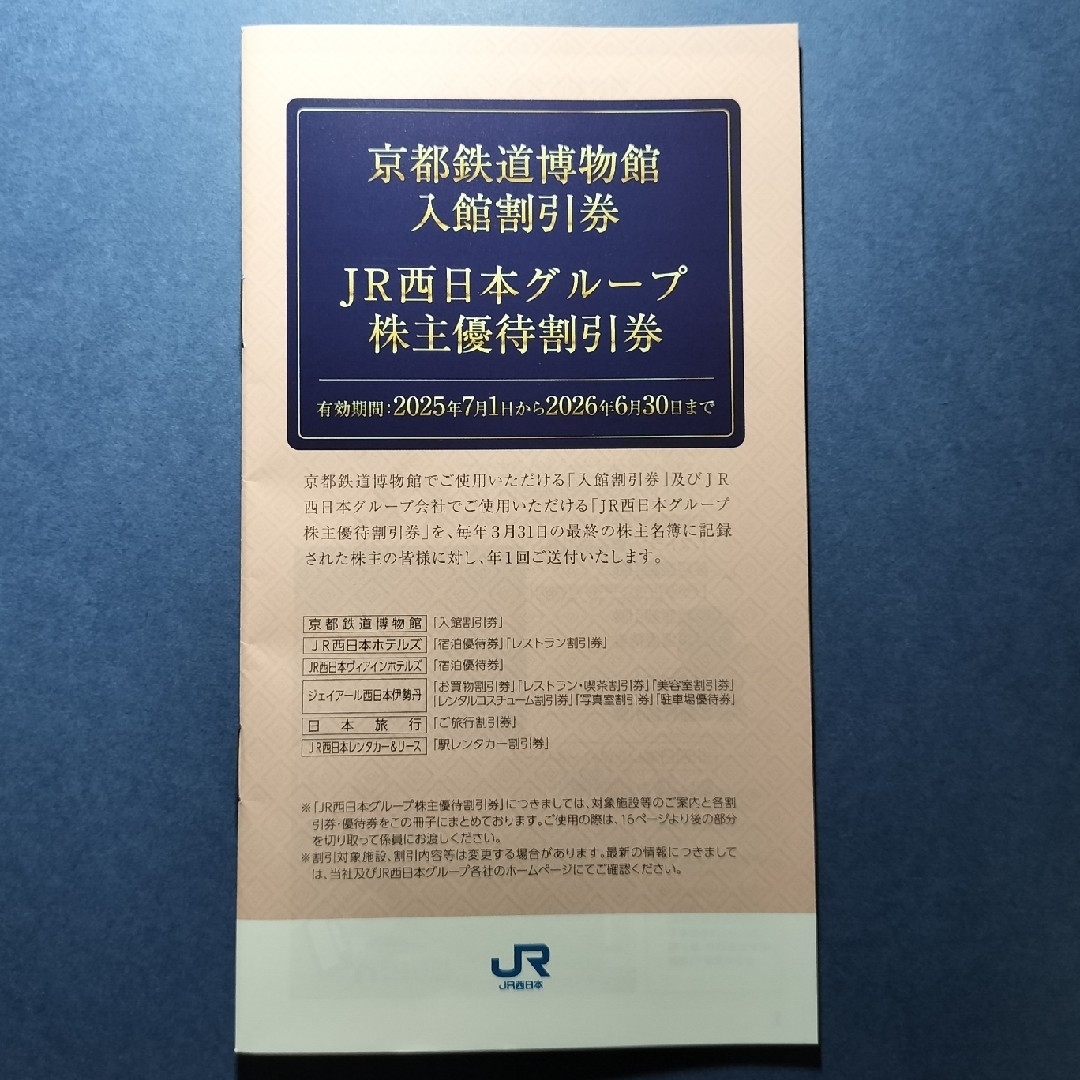 京都鉄道博物館
入館割引券
JR西日本グループ
株主優待割引券
有効期間：2025年7月1日から2026年6月30日まで
京都鉄道博物館でご使用いただける「入館割引券」及びJR
西日本グループ会社でご使用いただける「JR西日本グループ
株主優待割引券」を、毎年3月31日の最終の株主名簿に記録
された株主の皆様に対し、年1回ご送付いたします。
京都鉄道博物館 「入館割引券」
JR西日本ホテルズ 「宿泊優待券」「レストラン割引券」
JR西日本ヴィアインホテルズ 「宿泊優待券」
ジェイアール西日本伊勢丹 「お買物割引券」「レストラン・喫茶割引券」「美容室割引券」
「レンタルコスチューム割引券」「写真室割引券」「駐車場優待券」
日本旅行 「ご旅行割引券」
JR西日本レンタカー&リース 「駅レンタカー割引券」
※「JR西日本グループ株主優待割引券」につきましては、対象施設等のご案内と各割
引券・優待券をこの冊子にまとめております。ご使用の際は、16ページより後の部分
を切り取って係員にお渡しください。
※割引対象施設、割引内容等は変更する場合があります。最新の情報につきまして
は、当社及びJR西日本グループ各社のホームページにてご確認ください。
JR
JR西日本